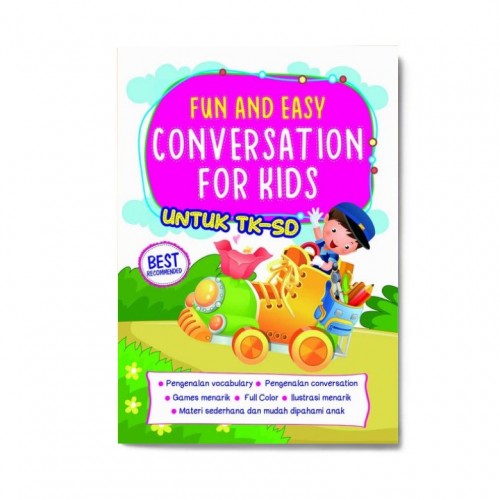 FUN AND EASY
CONVERSATION
FOR KIDS
UNTUK TK-SD
BEST
RECOMMENDED
• Pengenalan vocabulary • Pengenalan conversation
• Games menarik • Full Color • Ilustrasi menarik
• Materi sederhana dan mudah dipahami anak